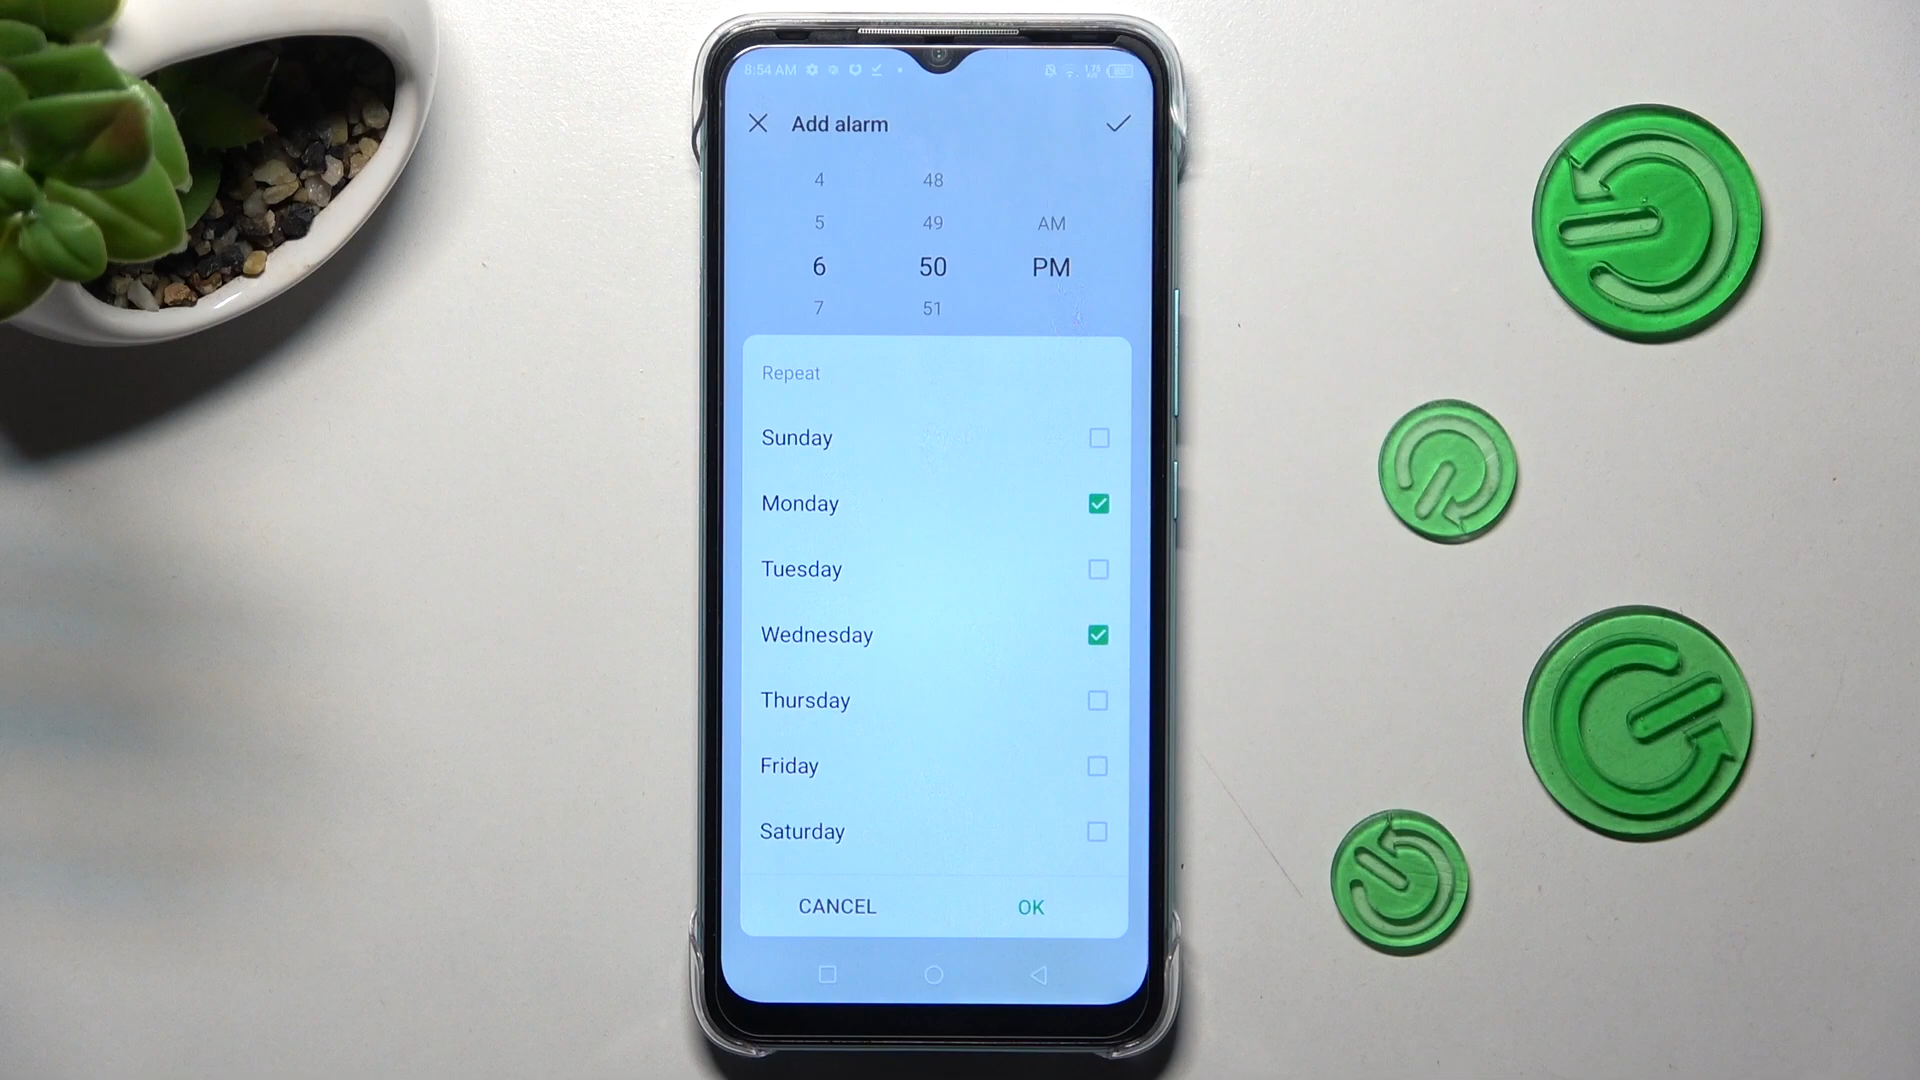 8:54 AM
Add alarm
4 48
5 49 AM
6 50 PM
7 51
Repeat
Sunday
Monday
Tuesday
Wednesday
Thursday
Friday
Saturday
CANCEL OK